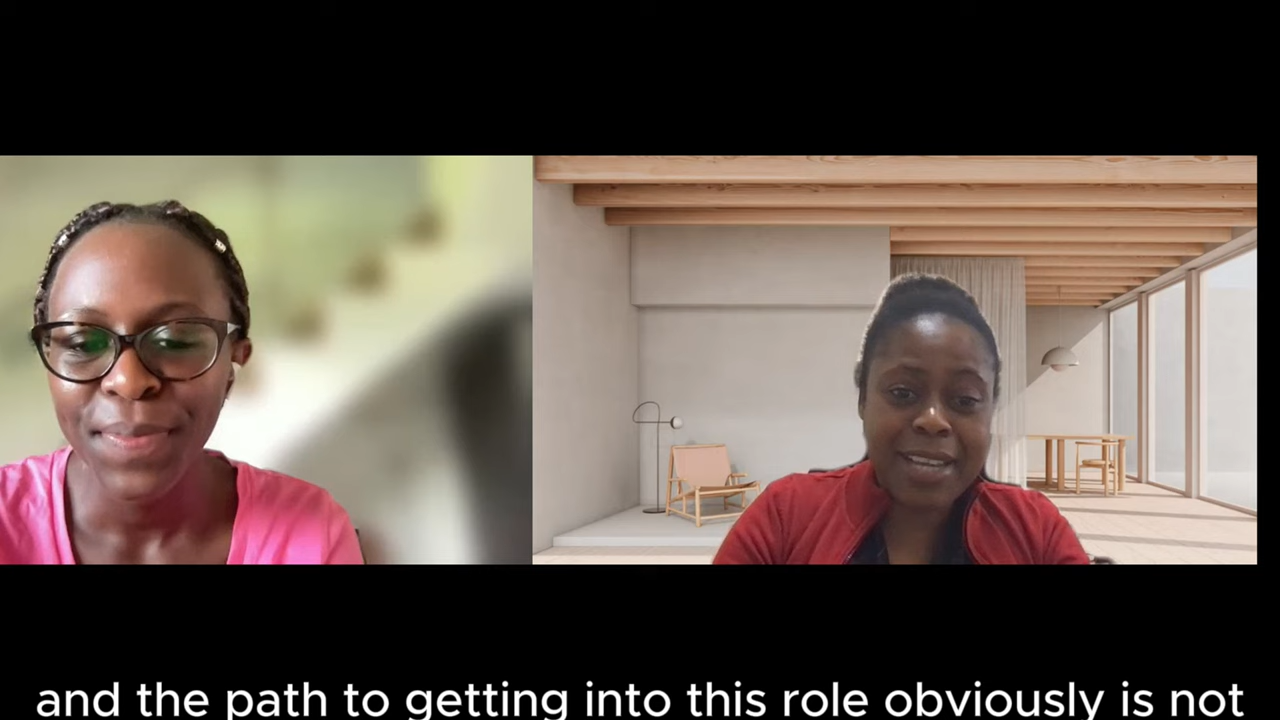 and the path to getting into this role obviously is not